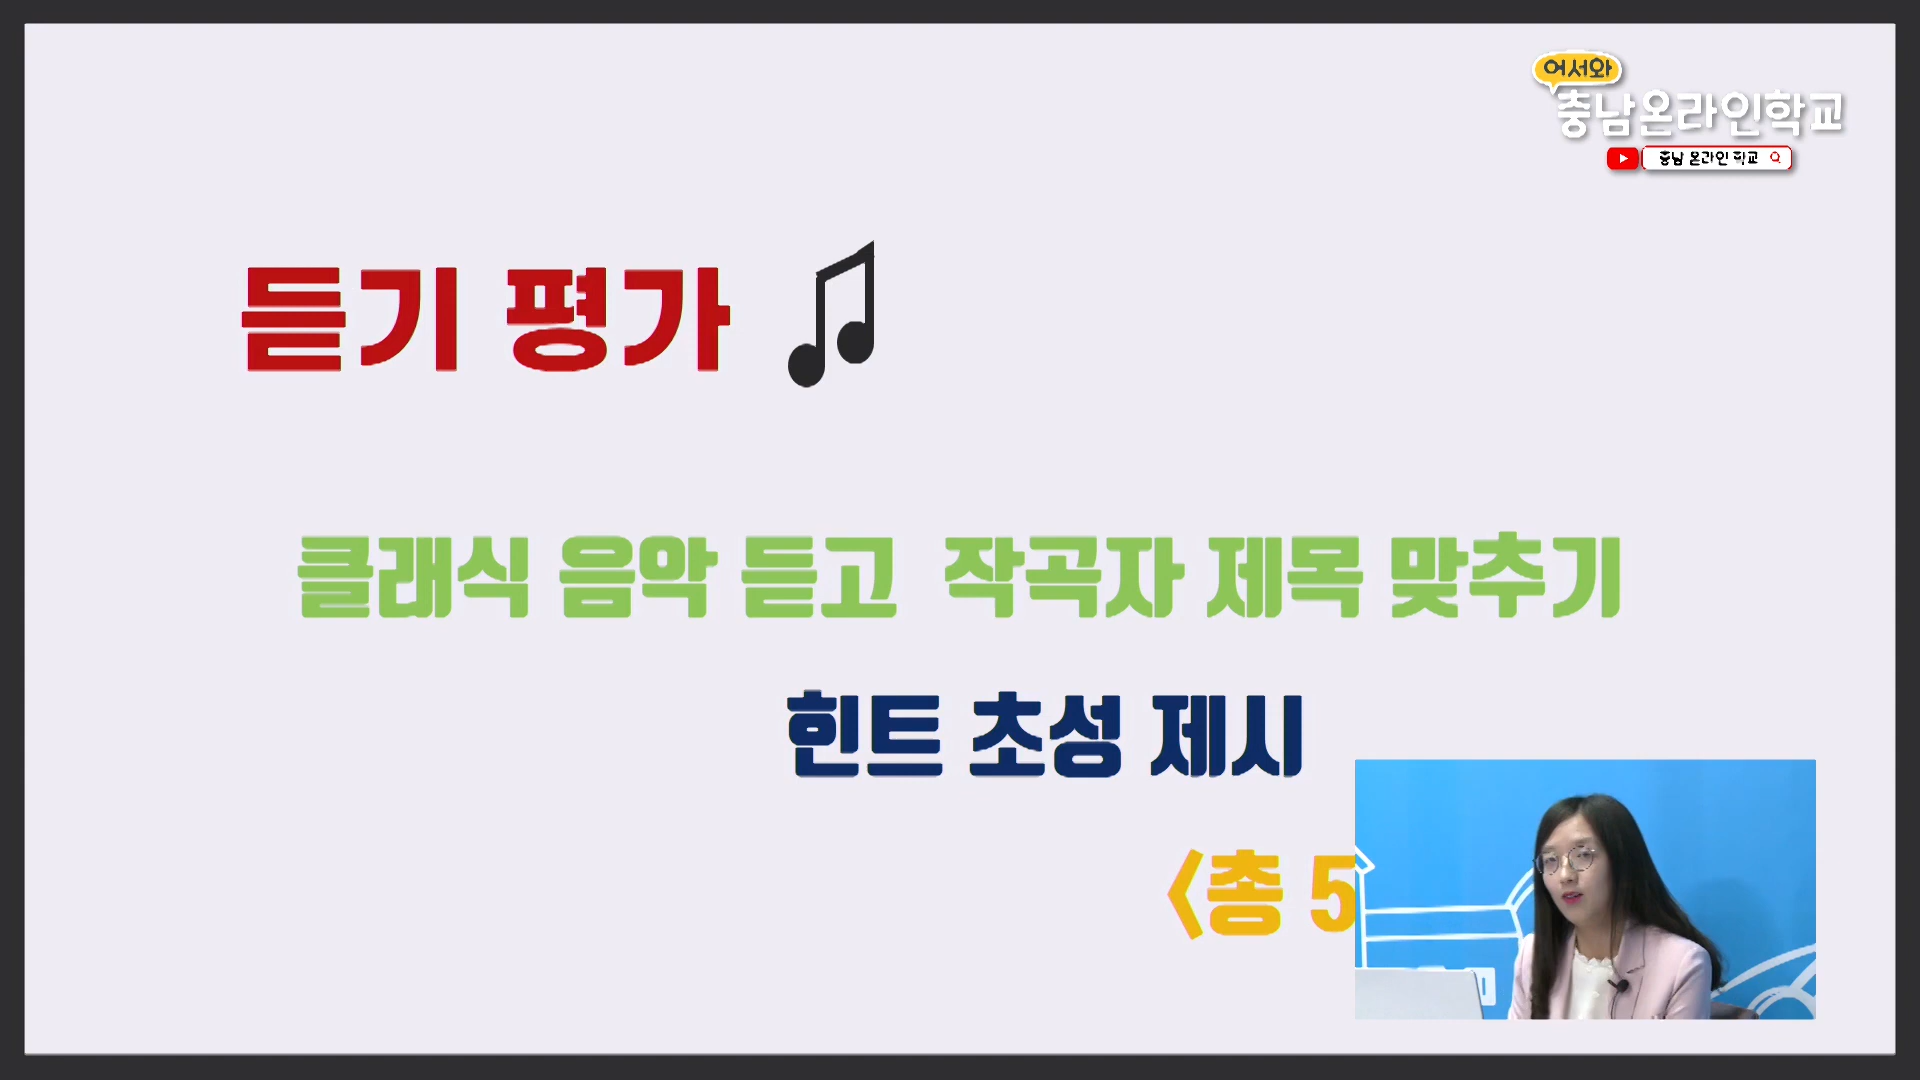 어서와
충남온라인학교
충남 온라인 학교
듣기 평가
클래식 음악 듣고 작곡자 제목 맞추기
힌트 초성 제시
<총 5